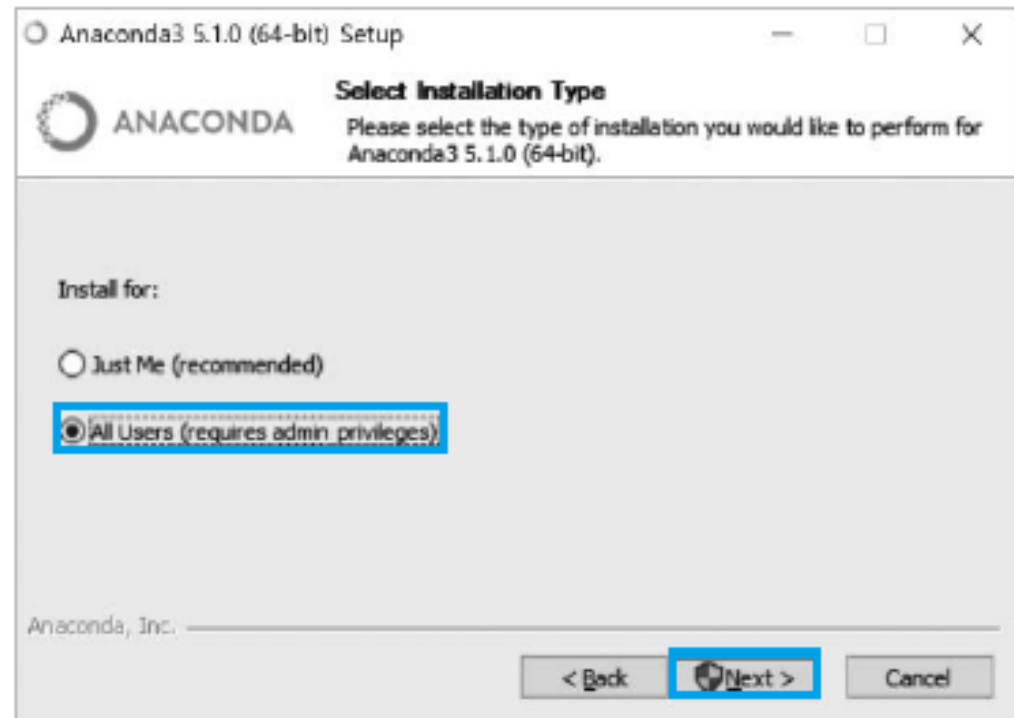 Anaconda3 5.1.0 (64-bit) Setup
ANACONDA
Select Installation Type
Please select the type of installation you would like to perform for
Anaconda3 5.1.0 (64-bit).
Install for:
Just Me (recommended)
All Users (requires admin privileges)
Anaconda, Inc.
< Back Next > Cancel